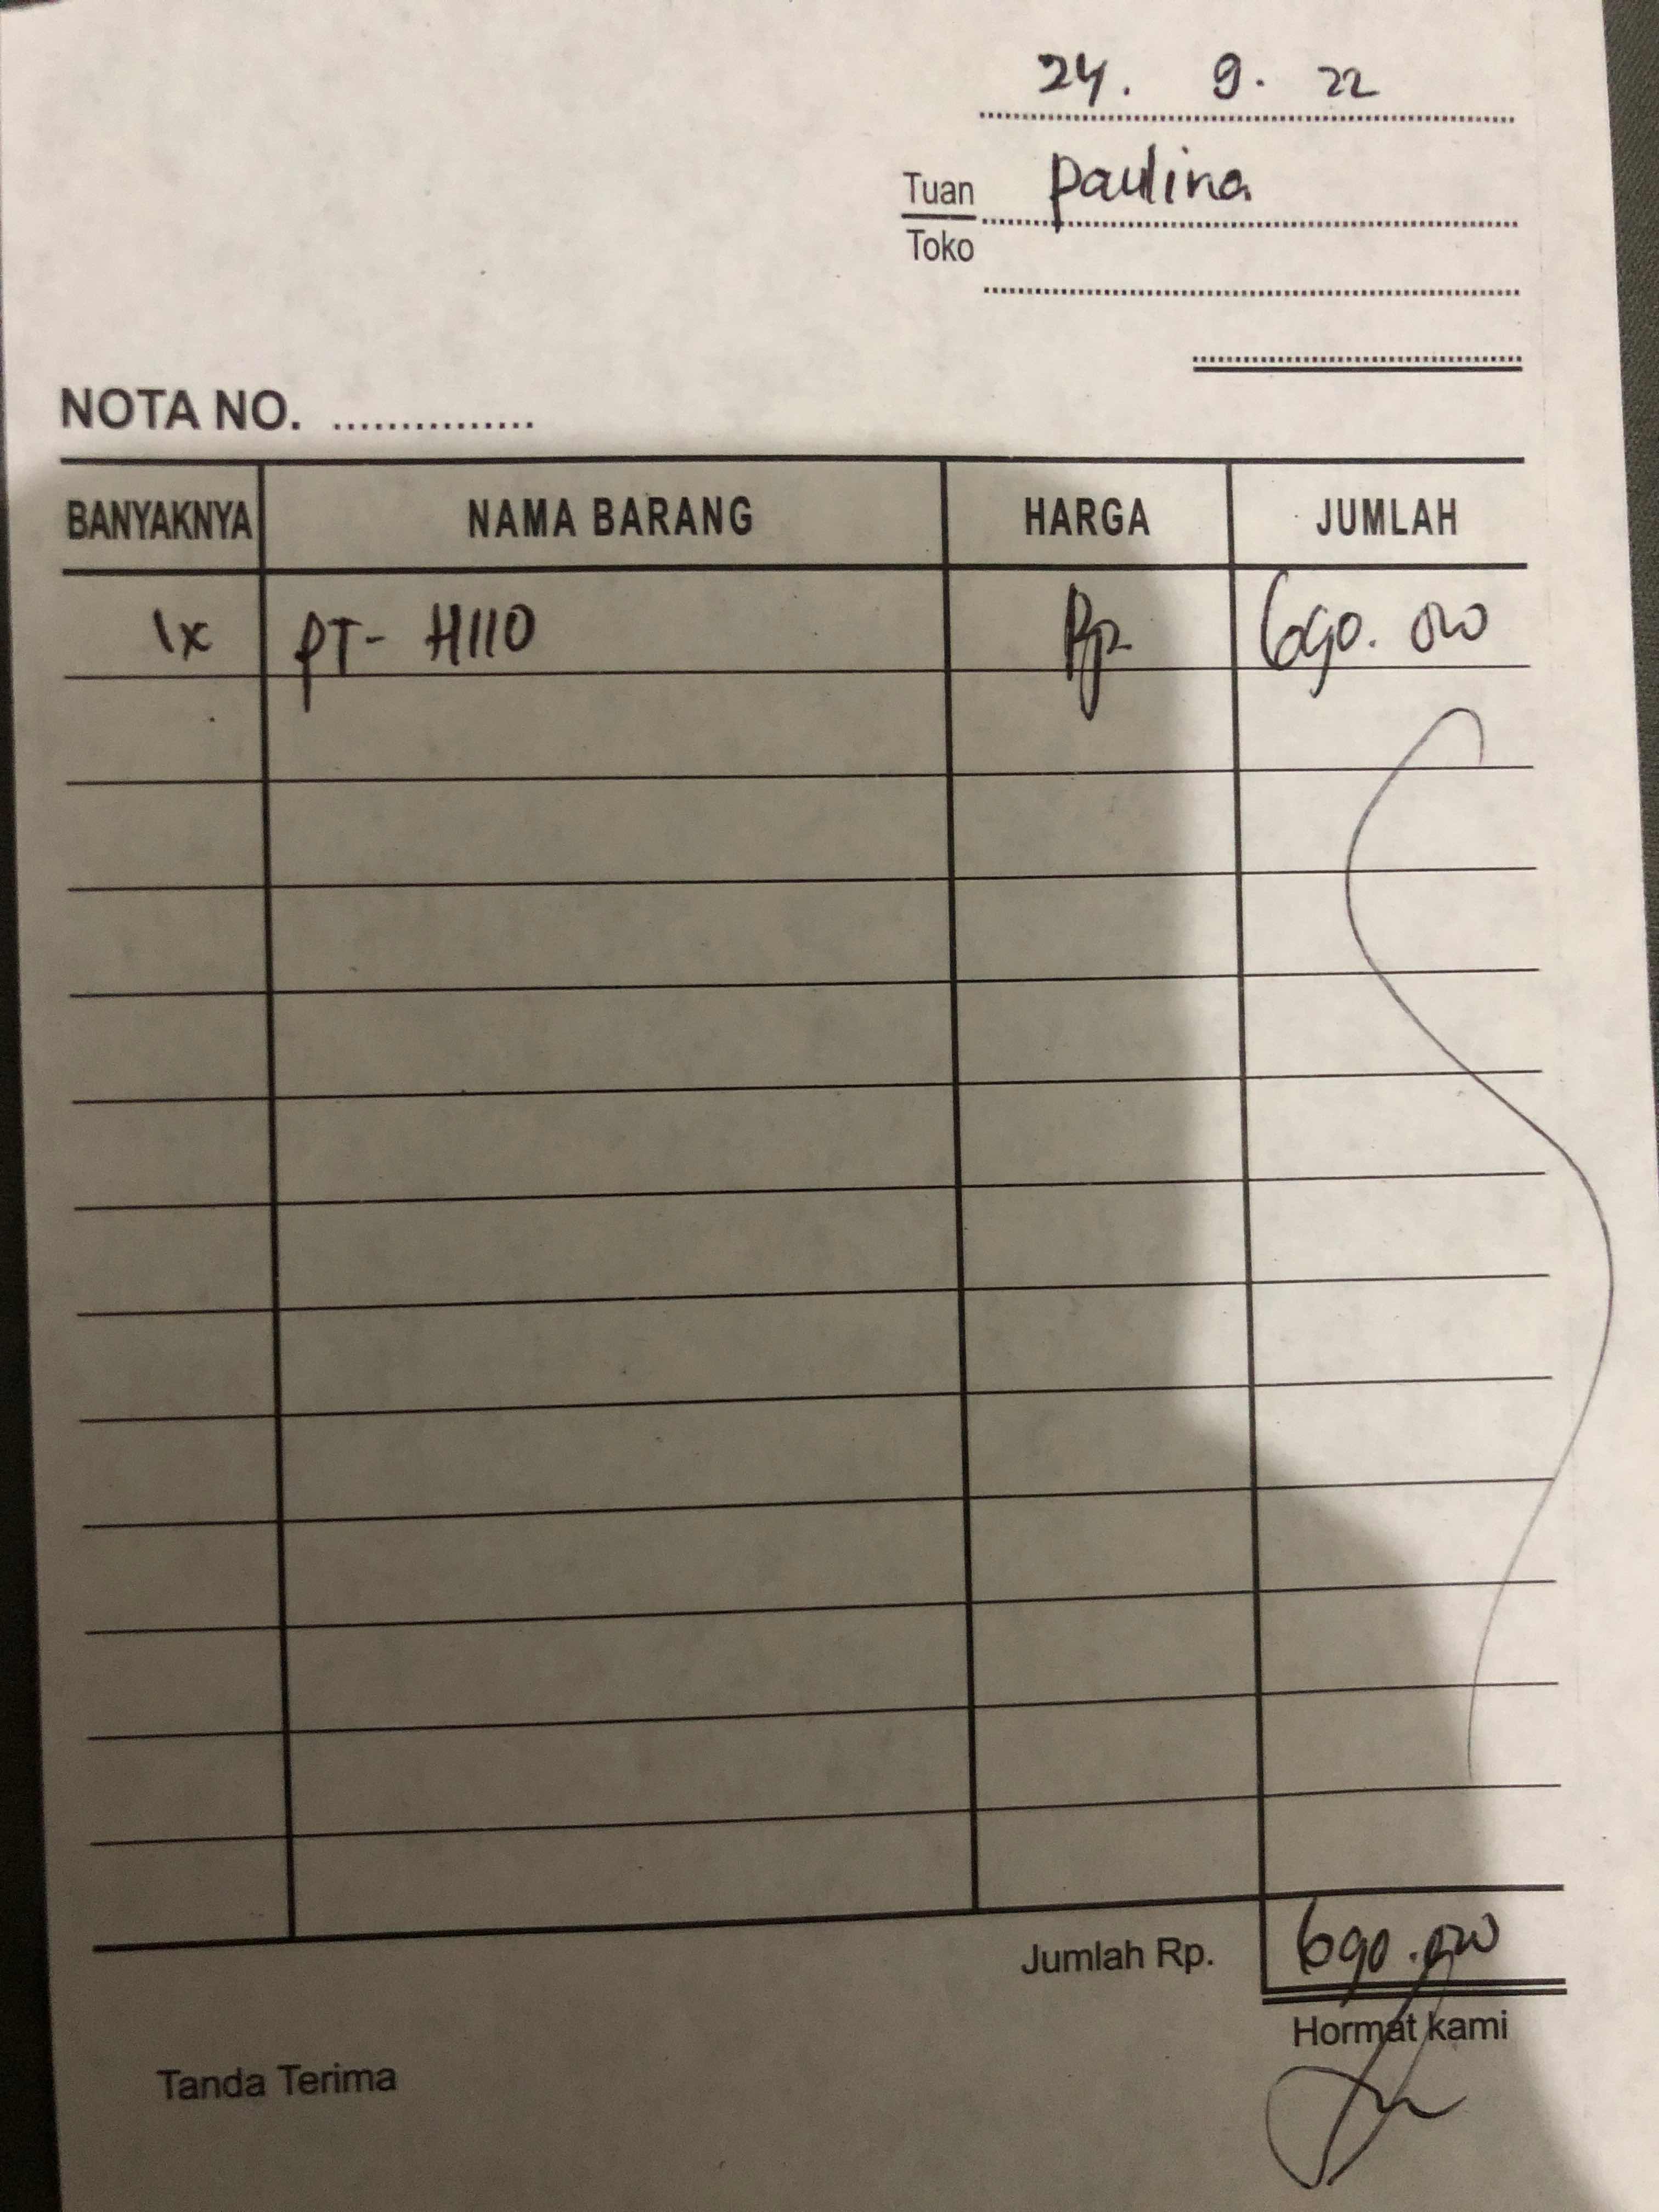 24. 9. 22
Tuan Paulina
Toko
NOTA NO. ...............
BANYAKNYA NAMA BARANG HARGA JUMLAH
1x PT- H110 Rp 690.000
Jumlah Rp. 690.000
Hormat kami
Tanda Terima